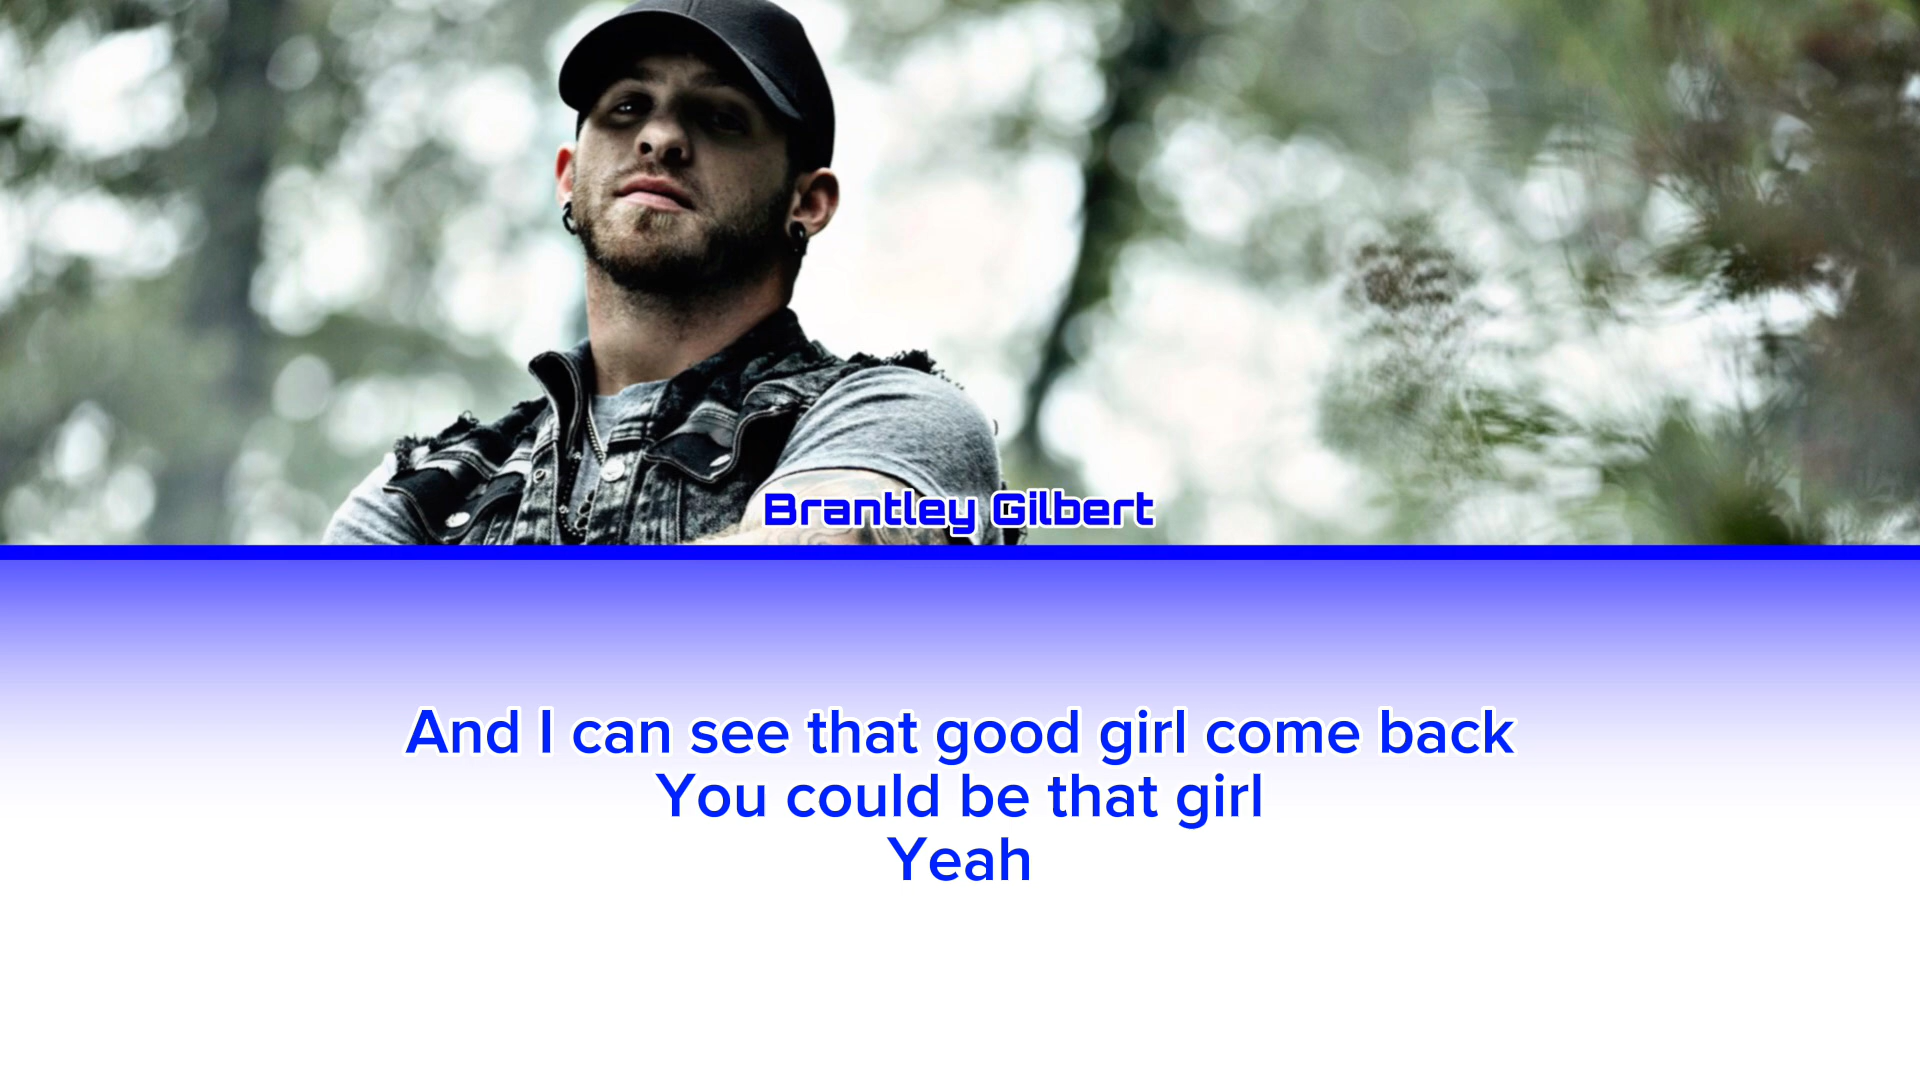 Brantley Gilbert
And I can see that good girl come back
You could be that girl
Yeah